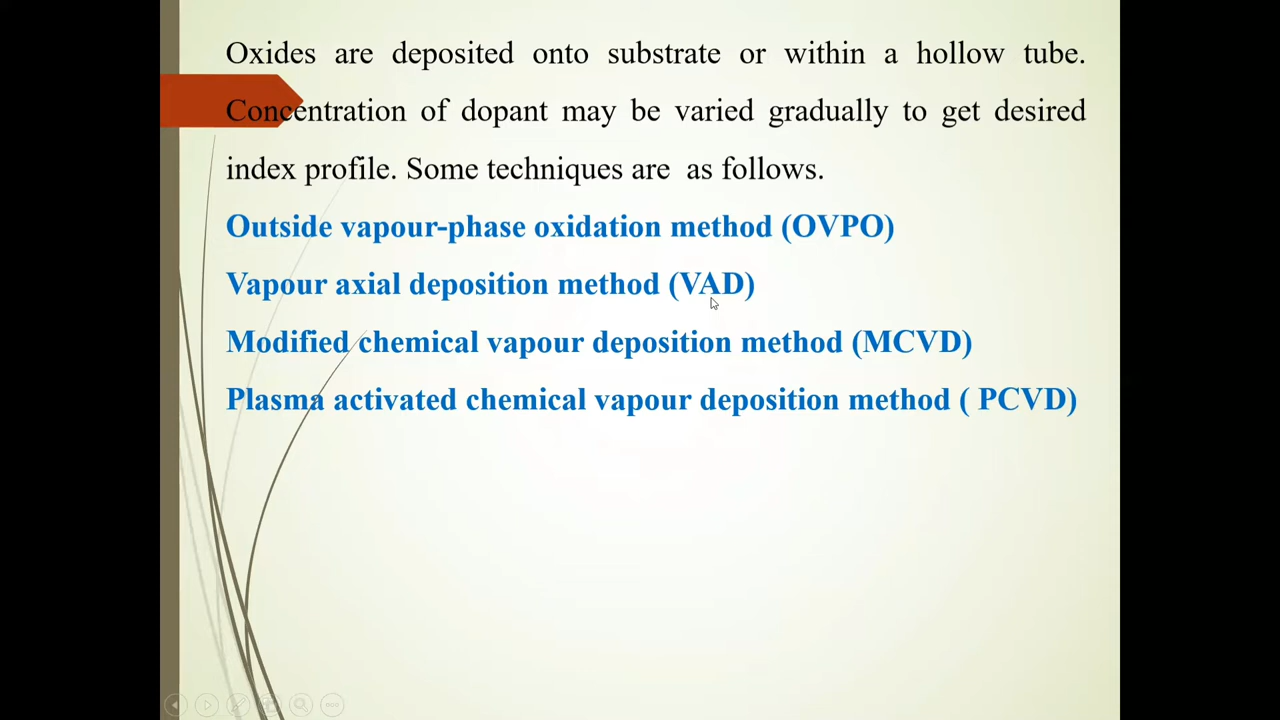 Oxides are deposited onto substrate or within a hollow tube.
Concentration of dopant may be varied gradually to get desired
index profile. Some techniques are as follows.
Outside vapour-phase oxidation method (OVPO)
Vapour axial deposition method (VAD)
Modified chemical vapour deposition method (MCVD)
Plasma activated chemical vapour deposition method ( PCVD)